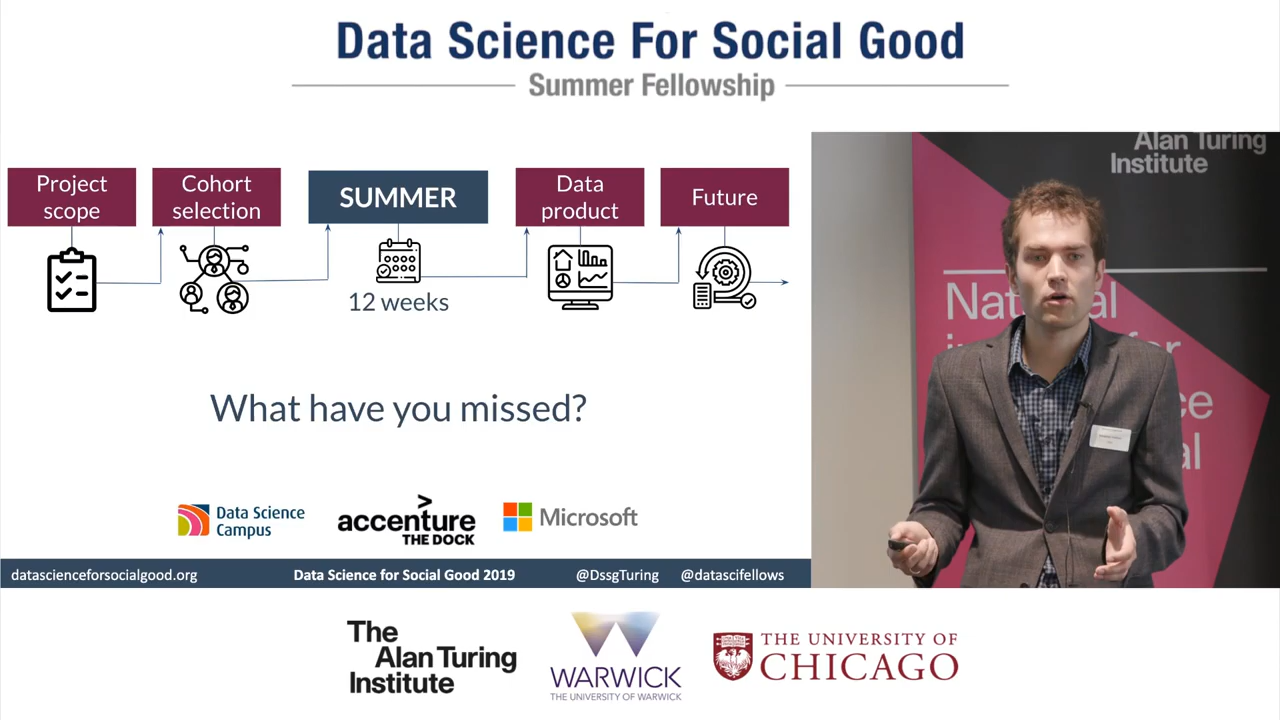 Data Science For Social Good
Summer Fellowship
Project
scope
Cohort
selection
SUMMER
Data
product
Future
12 weeks
What have you missed?
Data Science
Campus
>
accenture
THE DOCK
Microsoft
datascienceforsocialgood.org
Data Science for Social Good 2019
@DssgTuring
@datascifellows
Alan Turing
Institute
The
Alan Turing
Institute
WARWICK
THE UNIVERSITY OF WARWICK
THE UNIVERSITY OF
CHICAGO